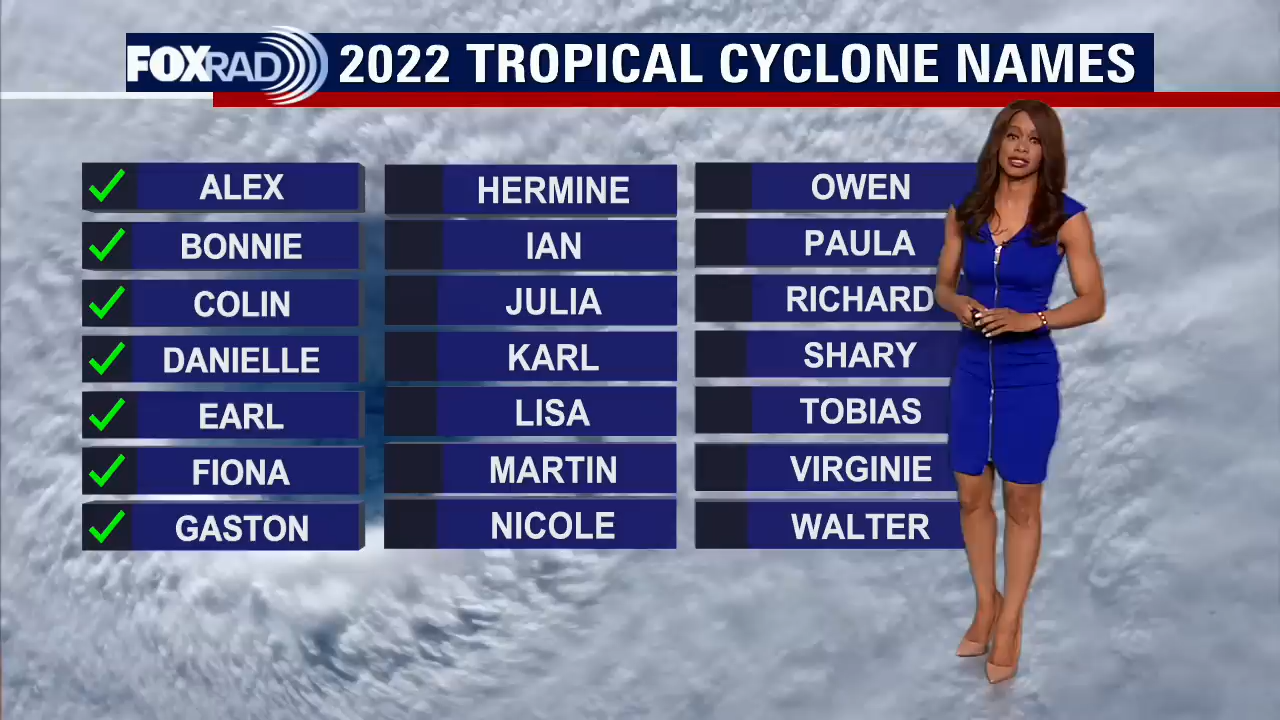 FOXRAD 2022 TROPICAL CYCLONE NAMES
ALEX
BONNIE
COLIN
DANIELLE
EARL
FIONA
GASTON
HERMINE
IAN
JULIA
KARL
LISA
MARTIN
NICOLE
OWEN
PAULA
RICHARD
SHARY
TOBIAS
VIRGINIE
WALTER